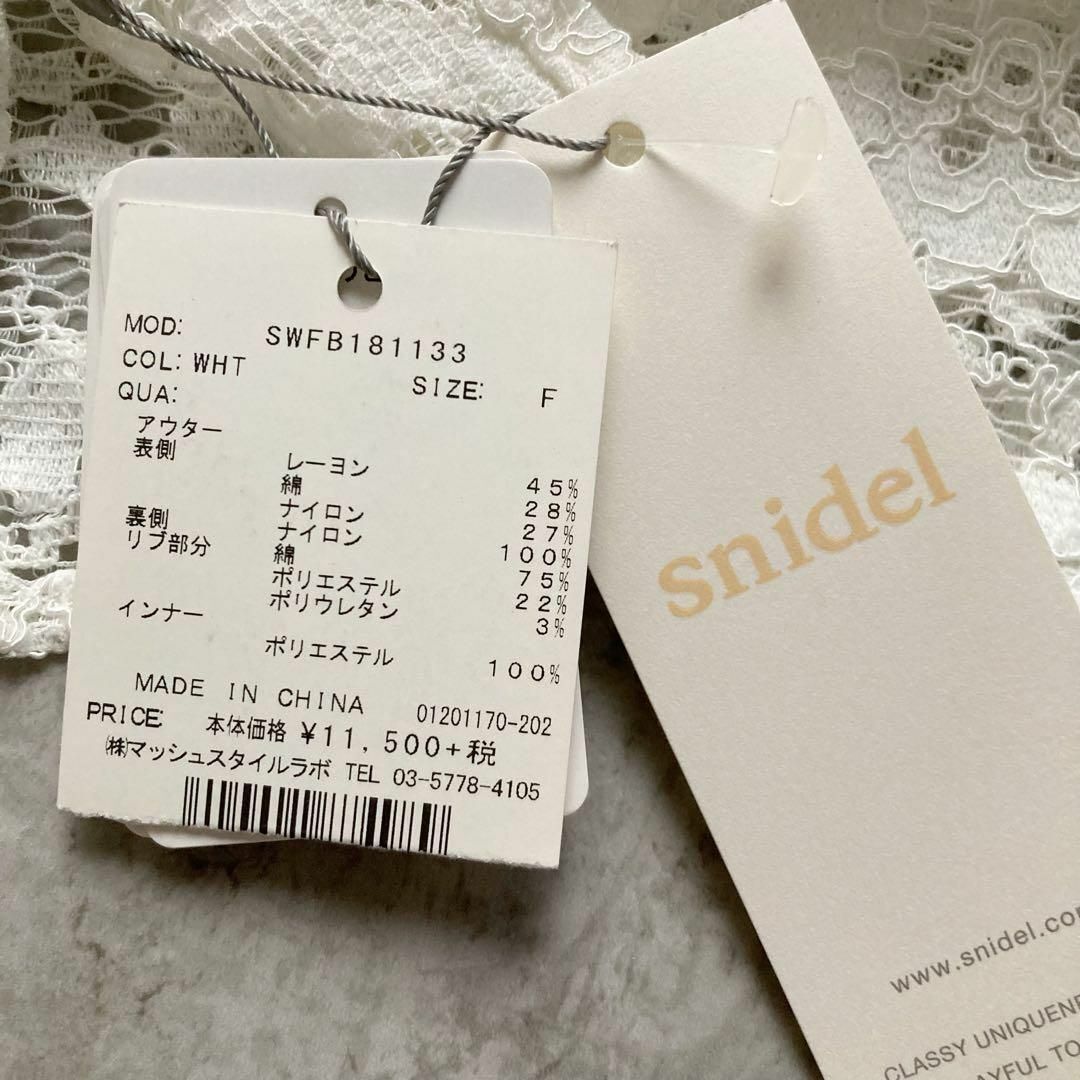 MOD: SWFB181133
COL: WHT SIZE: F
QUA:
アウター
表側 レーヨン 45%
綿 28%
ナイロン 27%
裏側 ナイロン 100%
リブ部分 綿 75%
ポリエステル 22%
ポリウレタン 3%
インナー
ポリエステル 100%
MADE IN CHINA 01201170-202
PRICE: 本体価格 ¥11,500+税
㈱マッシュスタイルラボ TEL 03-5778-4105
snidel
www.snidel.co
CLASSY
TO